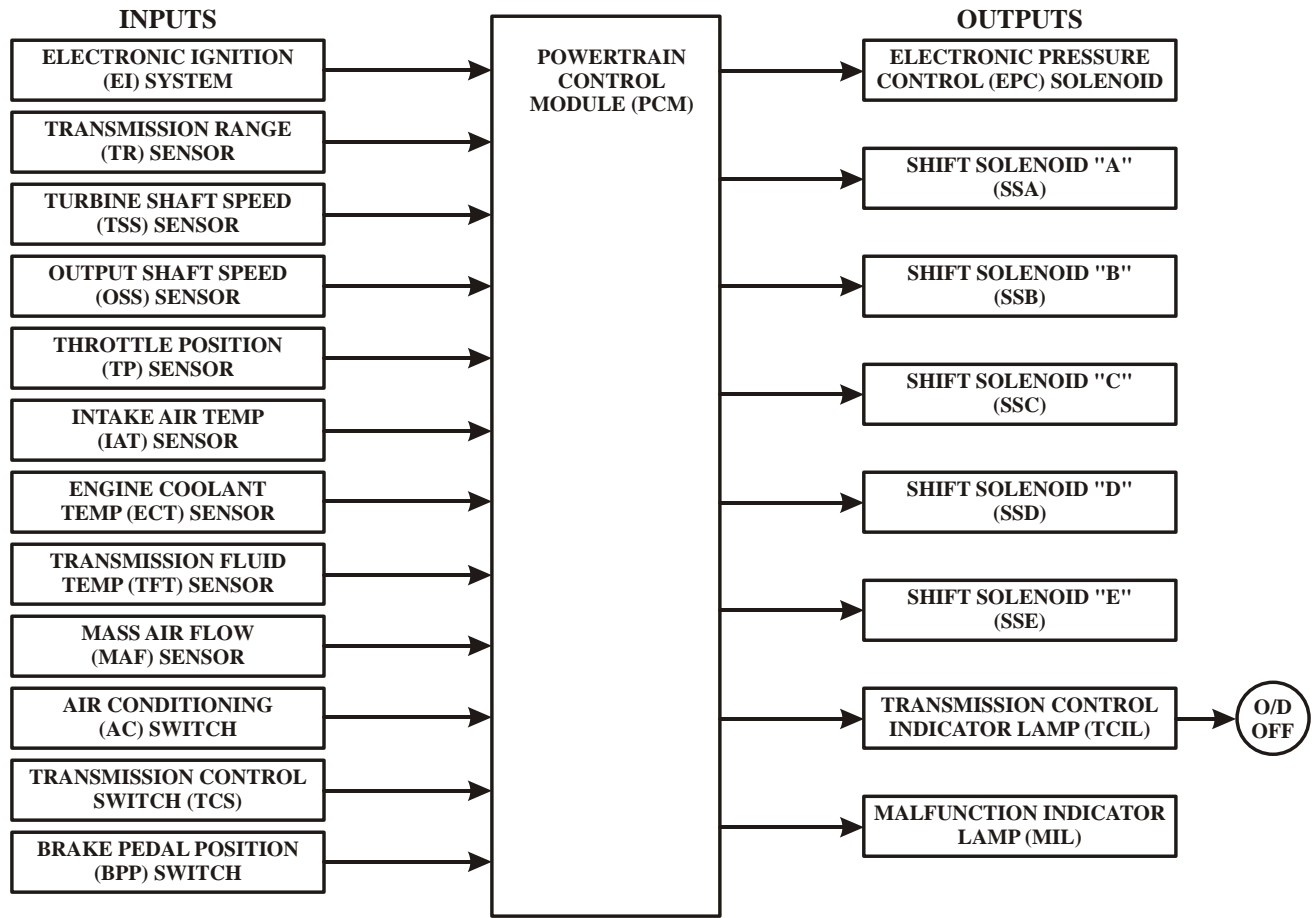 INPUTS
ELECTRONIC IGNITION
(EI) SYSTEM
TRANSMISSION RANGE
(TR) SENSOR
TURBINE SHAFT SPEED
(TSS) SENSOR
OUTPUT SHAFT SPEED
(OSS) SENSOR
THROTTLE POSITION
(TP) SENSOR
INTAKE AIR TEMP
(IAT) SENSOR
ENGINE COOLANT
TEMP (ECT) SENSOR
TRANSMISSION FLUID
TEMP (TFT) SENSOR
MASS AIR FLOW
(MAF) SENSOR
AIR CONDITIONING
(AC) SWITCH
TRANSMISSION CONTROL
SWITCH (TCS)
BRAKE PEDAL POSITION
(BPP) SWITCH
POWERTRAIN
CONTROL
MODULE (PCM)
OUTPUTS
ELECTRONIC PRESSURE
CONTROL (EPC) SOLENOID
SHIFT SOLENOID "A"
(SSA)
SHIFT SOLENOID "B"
(SSB)
SHIFT SOLENOID "C"
(SSC)
SHIFT SOLENOID "D"
(SSD)
SHIFT SOLENOID "E"
(SSE)
TRANSMISSION CONTROL
INDICATOR LAMP (TCIL)
O/D
OFF
MALFUNCTION INDICATOR
LAMP (MIL)